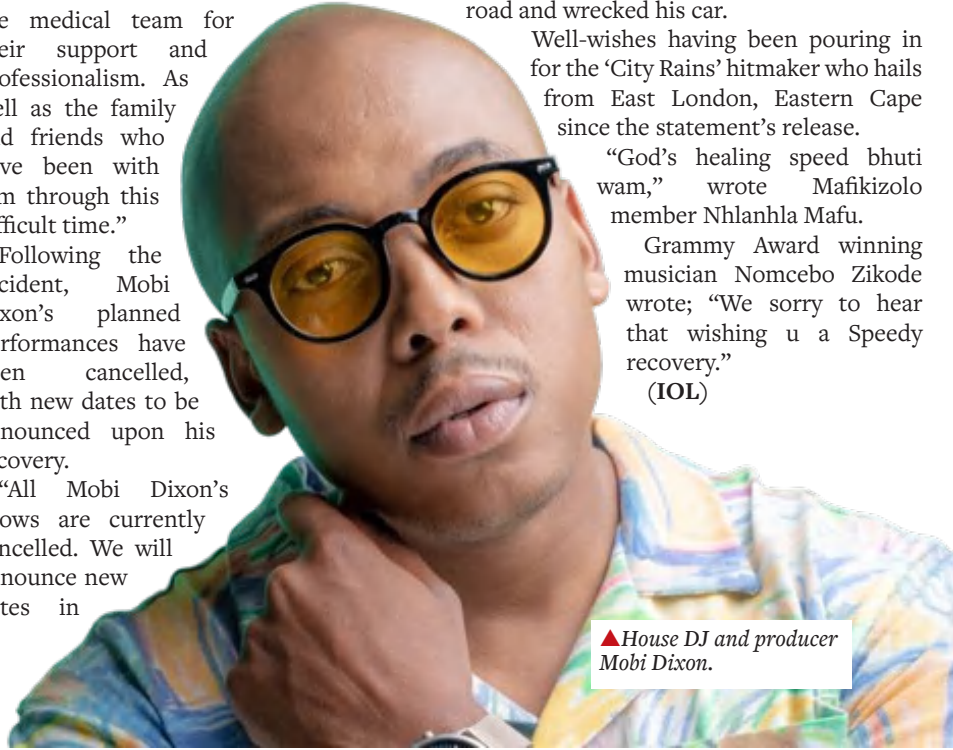 e medical team for
eir support and
ofessionalism. As
ell as the family
d friends who
ve been with
m through this
fficult time.”
Following the
cident, Mobi
xon’s planned
rformances have
en cancelled,
th new dates to be
nounced upon his
covery.
“All Mobi Dixon’s
ows are currently
ncelled. We will
nounce new
tes in
road and wrecked his car.
Well-wishes having been pouring in
for the ‘City Rains’ hitmaker who hails
from East London, Eastern Cape
since the statement’s release.
“God’s healing speed bhuti
wam,” wrote Mafikizolo
member Nhlanhla Mafu.
Grammy Award winning
musician Nomcebo Zikode
wrote; “We sorry to hear
that wishing u a Speedy
recovery.”
(IOL)
▲House DJ and producer
Mobi Dixon.